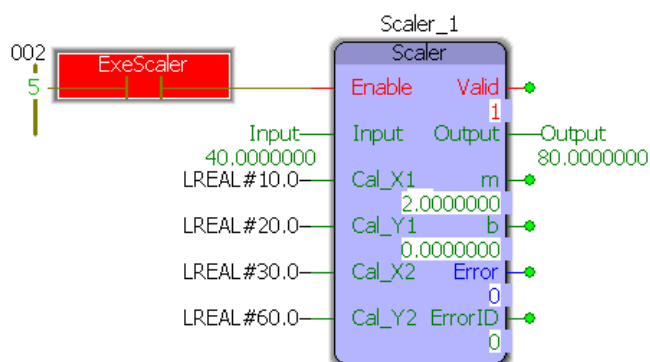 Scaler_1
002
ExeScaler
Scaler
5
Enable Valid
1
Input Input Output Output
40.0000000 80.0000000
LREAL#10.0 Cal_X1 m
2.0000000
LREAL#20.0 Cal_Y1 b
0.0000000
LREAL#30.0 Cal_X2 Error
0
LREAL#60.0 Cal_Y2 ErrorID
0